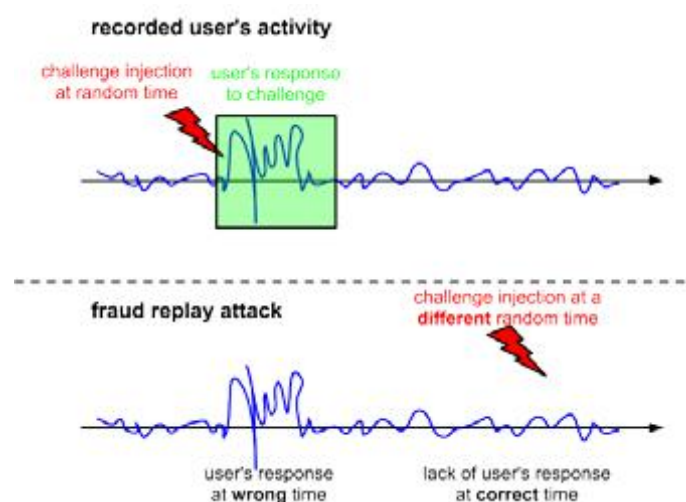 recorded user's activity
challenge injection
at random time
user's response
to challenge
fraud replay attack
challenge injection at a
different random time
user's response
at wrong time
lack of user's response
at correct time